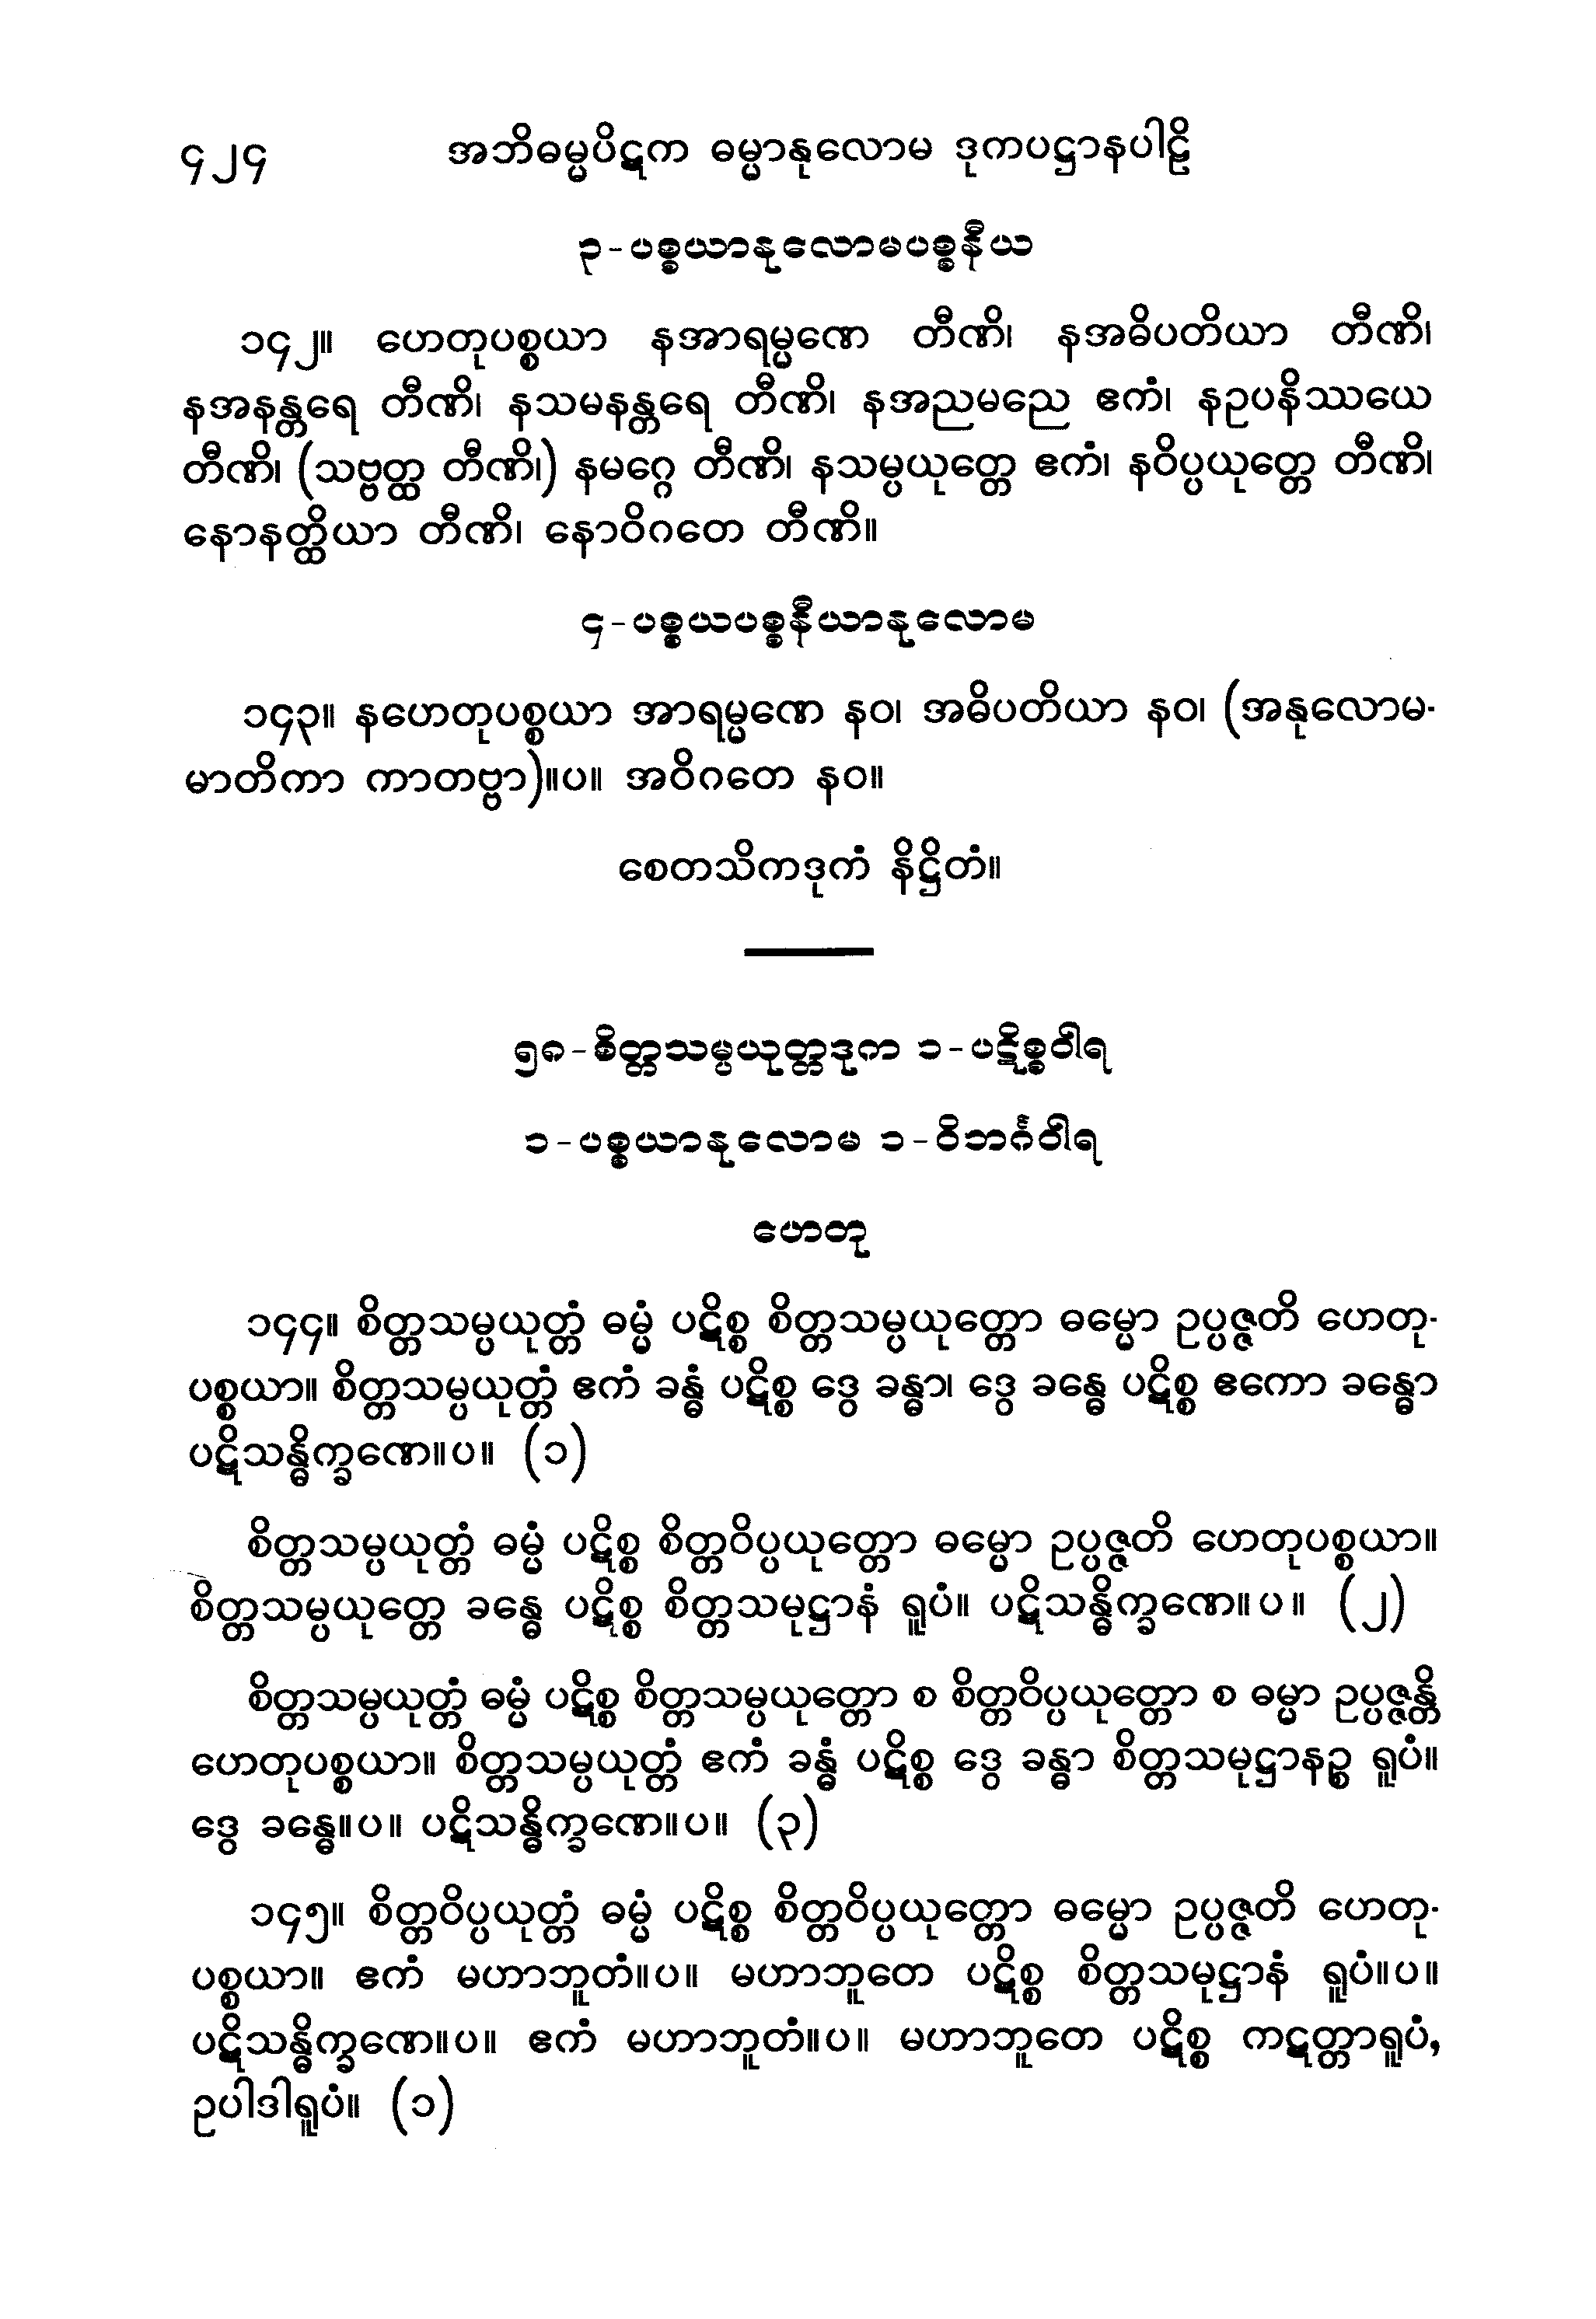 ၄၂၄ အဘိဓမ္မပိဋက ဓမ္မာနုလောမ ဒုကပဋ္ဌာနပါဠိ
၃-ပစ္စယာနုလောမပစ္စနီယ
၁၄၂။ ဟေတုပစ္စယာ နအာရမ္မဏေ တီဏိ၊ နအဓိပတိယာ တီဏိ၊
နအနန္တရေ တီဏိ၊ နသမနန္တရေ တီဏိ၊ နအညမညေ ဧကံ၊ နဥပနိဿယေ
တီဏိ၊ (သဗ္ဗတ္ထ တီဏိ၊) နမဂ္ဂေ တီဏိ၊ နသမ္ပယုတ္တေ ဧကံ၊ နဝိပ္ပယုတ္တေ တီဏိ၊
နောနတ္ထိယာ တီဏိ၊ နောဝိဂတေ တီဏိ။
၄-ပစ္စယပစ္စနီယာနုလောမ
၁၄၃။ နဟေတုပစ္စယာ အာရမ္မဏေ နဝ၊ အဓိပတိယာ နဝ၊ (အနုလောမ-
မာတိကာ ကာတဗ္ဗာ)။ပ။ အဝိဂတေ နဝ။
စေတသိကဒုကံ နိဋ္ဌိတံ။
၅၈-စိတ္တသမ္ပယုတ္တဒုက ၁-ပဋိစ္စဝါရ
၁-ပစ္စယာနုလောမ ၁-ဝိဘင်္ဂဝါရ
ဟေတု
၁၄၄။ စိတ္တသမ္ပယုတ္တံ ဓမ္မံ ပဋိစ္စ စိတ္တသမ္ပယုတ္တော ဓမ္မော ဥပ္ပဇ္ဇတိ ဟေတု-
ပစ္စယာ။ စိတ္တသမ္ပယုတ္တံ ဧကံ ခန္ဓံ ပဋိစ္စ ဒွေ ခန္ဓာ၊ ဒွေ ခန္ဓေ ပဋိစ္စ ဧကော ခန္ဓော
ပဋိသန္ဓိက္ခဏေ။ပ။ (၁)
စိတ္တသမ္ပယုတ္တံ ဓမ္မံ ပဋိစ္စ စိတ္တဝိပ္ပယုတ္တော ဓမ္မော ဥပ္ပဇ္ဇတိ ဟေတုပစ္စယာ။
စိတ္တသမ္ပယုတ္တေ ခန္ဓေ ပဋိစ္စ စိတ္တသမုဋ္ဌာနံ ရူပံ။ ပဋိသန္ဓိက္ခဏေ။ပ။ (၂)
စိတ္တသမ္ပယုတ္တံ ဓမ္မံ ပဋိစ္စ စိတ္တသမ္ပယုတ္တော စ စိတ္တဝိပ္ပယုတ္တော စ ဓမ္မာ ဥပ္ပဇ္ဇန္တိ
ဟေတုပစ္စယာ။ စိတ္တသမ္ပယုတ္တံ ဧကံ ခန္ဓံ ပဋိစ္စ ဒွေ ခန္ဓာ စိတ္တသမုဋ္ဌာနဉ္စ ရူပံ။
ဒွေ ခန္ဓေ။ပ။ ပဋိသန္ဓိက္ခဏေ။ပ။ (၃)
၁၄၅။ စိတ္တဝိပ္ပယုတ္တံ ဓမ္မံ ပဋိစ္စ စိတ္တဝိပ္ပယုတ္တော ဓမ္မော ဥပ္ပဇ္ဇတိ ဟေတု-
ပစ္စယာ။ ဧကံ မဟာဘူတံ။ပ။ မဟာဘူတေ ပဋိစ္စ စိတ္တသမုဋ္ဌာနံ ရူပံ။ပ။
ပဋိသန္ဓိက္ခဏေ။ပ။ ဧကံ မဟာဘူတံ။ပ။ မဟာဘူတေ ပဋိစ္စ ကဋတ္တာရူပံ,
ဥပါဒါရူပံ။ (၁)